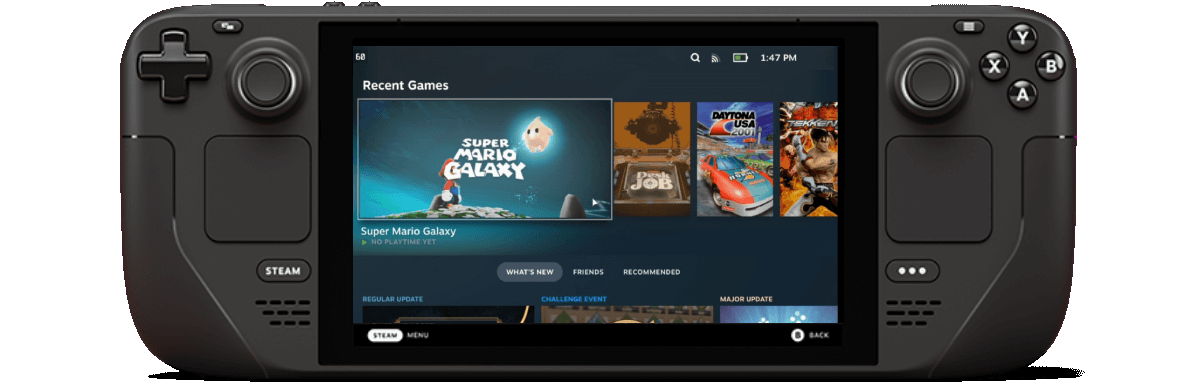 60
1:47 PM
Recent Games
SUPER
MARIO
GALAXY
Desk
JOB
DAYTONA
USA
2001
TEKKEN
Super Mario Galaxy
NO PLAYTIME YET
WHAT'S NEW FRIENDS RECOMMENDED
REGULAR UPDATE CHALLENGE EVENT MAJOR UPDATE
STEAM MENU B BACK
STEAM
Y
X B
A